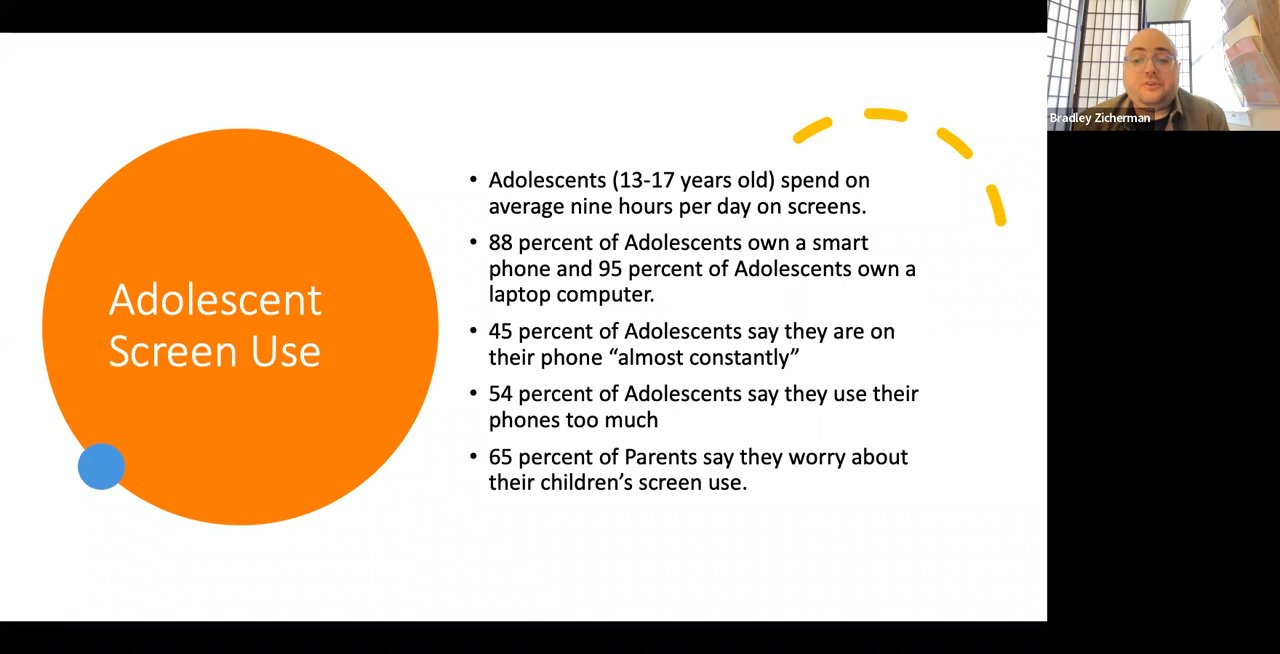 Adolescent
Screen Use
• Adolescents (13-17 years old) spend on
average nine hours per day on screens.
• 88 percent of Adolescents own a smart
phone and 95 percent of Adolescents own a
laptop computer.
• 45 percent of Adolescents say they are on
their phone “almost constantly”
• 54 percent of Adolescents say they use their
phones too much
• 65 percent of Parents say they worry about
their children’s screen use.
Bradley Zicherman